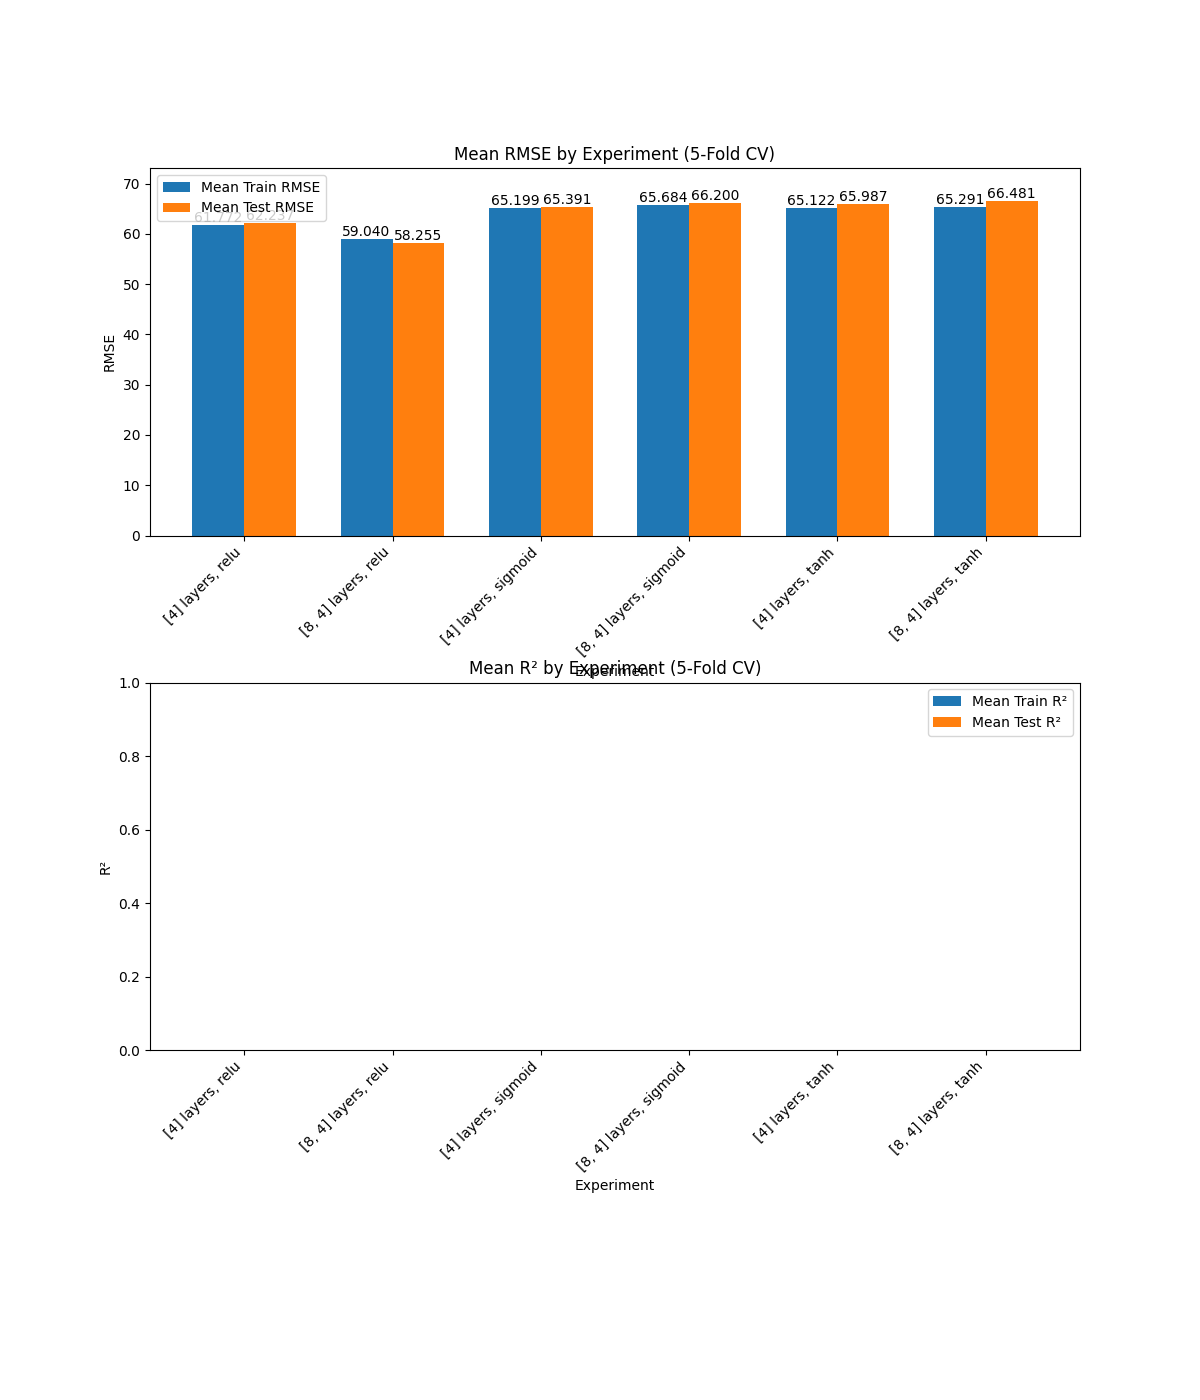 Mean RMSE by Experiment (5-Fold CV)
Mean Train RMSE
Mean Test RMSE
70
60
50
40
30
20
10
0
RMSE
61.772
62.237
59.040
58.255
65.199
65.391
65.684
66.200
65.122
65.987
65.291
66.481
[4] layers, relu
[8, 4] layers, relu
[4] layers, sigmoid
[8, 4] layers, sigmoid
[4] layers, tanh
[8, 4] layers, tanh
Experiment
Mean R² by Experiment (5-Fold CV)
Mean Train R²
Mean Test R²
1.0
0.8
0.6
0.4
0.2
0.0
R²
[4] layers, relu
[8, 4] layers, relu
[4] layers, sigmoid
[8, 4] layers, sigmoid
[4] layers, tanh
[8, 4] layers, tanh
Experiment